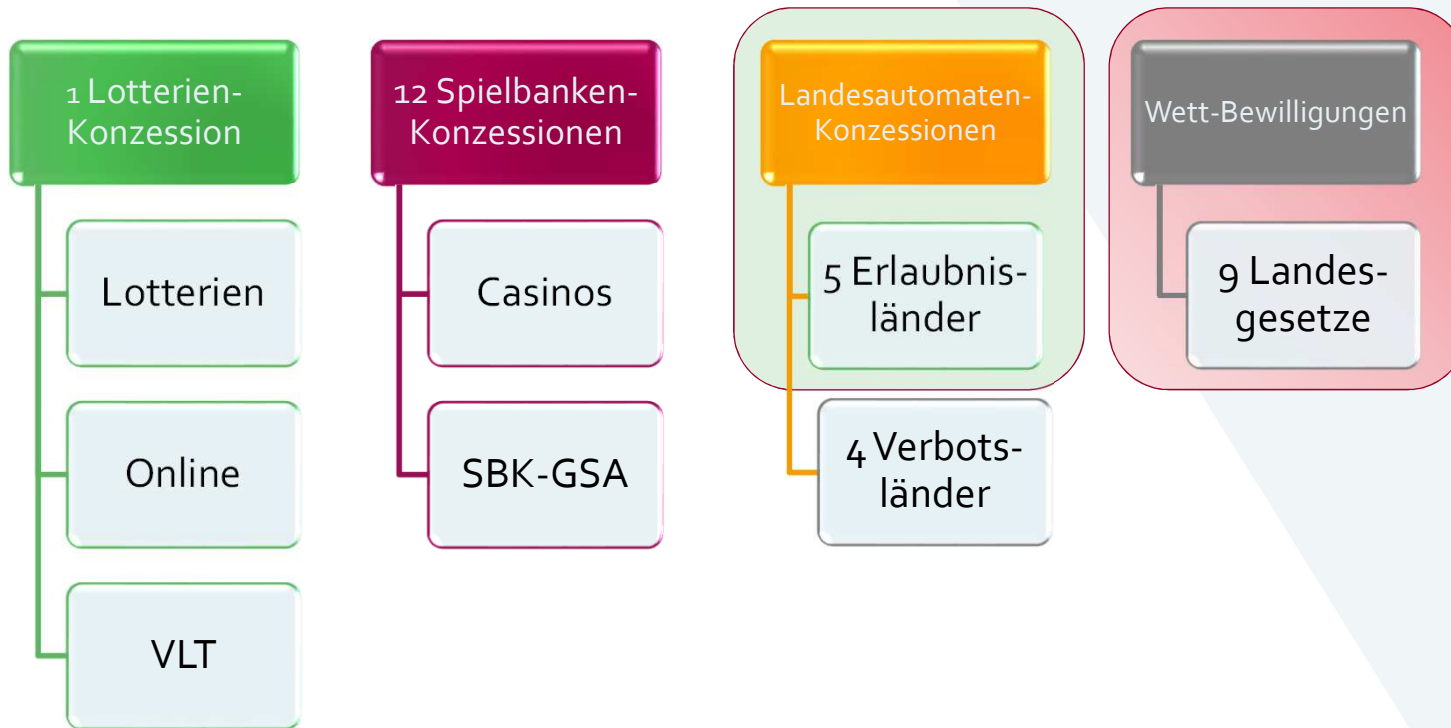 1 Lotterien-
Konzession
Lotterien
Online
VLT
12 Spielbanken-
Konzessionen
Casinos
SBK-GSA
Landesautomaten-
Konzessionen
5 Erlaubnis-
länder
4 Verbots-
länder
Wett-Bewilligungen
9 Landes-
gesetze